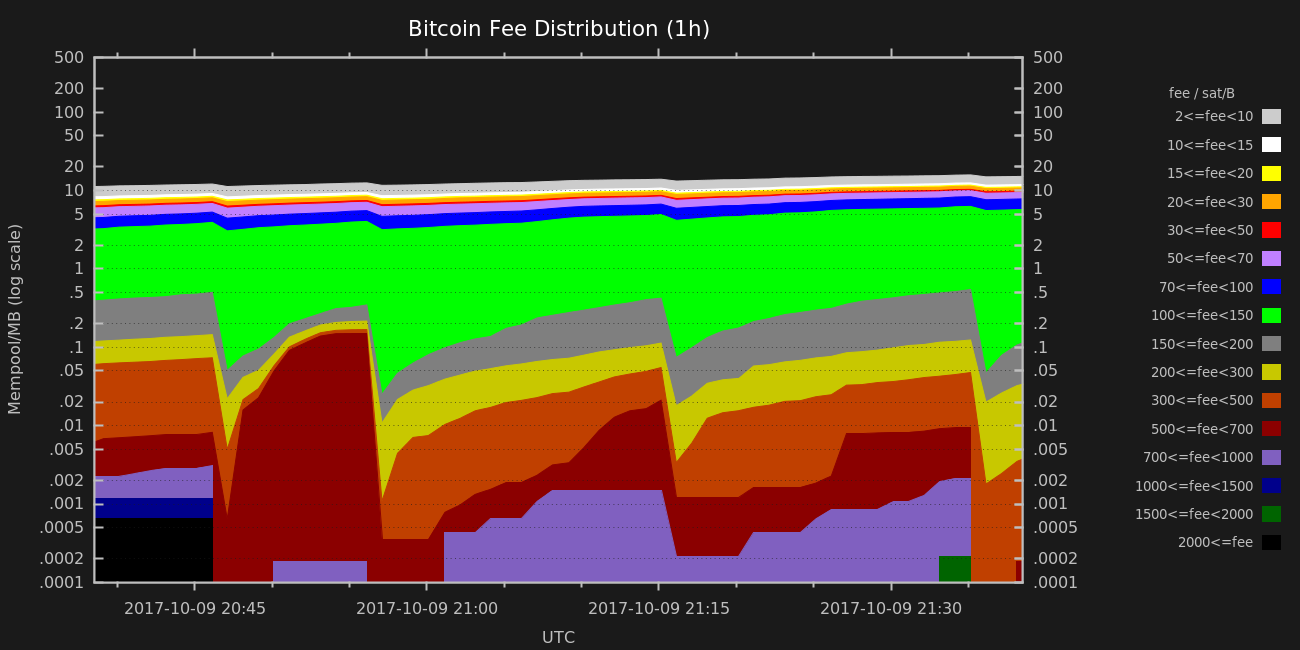 Bitcoin Fee Distribution (1h)
Mempool/MB (log scale)
500
200
100
50
20
10
5
2
1
.5
.2
.1
.05
.02
.01
.005
.002
.001
.0005
.0002
.0001
500
200
100
50
20
10
5
2
1
.5
.2
.1
.05
.02
.01
.005
.002
.001
.0005
.0002
.0001
2017-10-09 20:45
2017-10-09 21:00
2017-10-09 21:15
2017-10-09 21:30
UTC
fee / sat/B
2<=fee<10
10<=fee<15
15<=fee<20
20<=fee<30
30<=fee<50
50<=fee<70
70<=fee<100
100<=fee<150
150<=fee<200
200<=fee<300
300<=fee<500
500<=fee<700
700<=fee<1000
1000<=fee<1500
1500<=fee<2000
2000<=fee